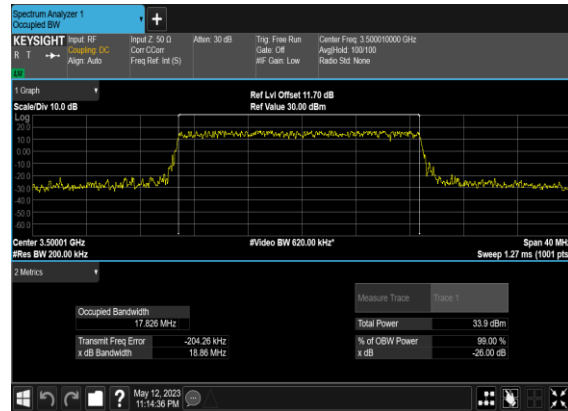 Spectrum Analyzer 1
Occupied BW
+
KEYSIGHT Input: RF Input Z: 50 Ω Atten: 30 dB Trig: Free Run Center Freq: 3.500010000 GHz
R T Coupling: DC Corr CCorr Gate: Off Avg|Hold: 100/100
Align: Auto Freq Ref: Int (S) #IF Gain: Low Radio Std: None
1 Graph
Ref Lvl Offset 11.70 dB
Scale/Div 10.0 dB Ref Value 30.00 dBm
Log
20.0
10.0
0.00
-10.0
-20.0
-30.0
-40.0
-50.0
-60.0
Center 3.50001 GHz #Video BW 620.00 kHz* Span 40 MHz
#Res BW 200.00 kHz Sweep 1.27 ms (1001 pts
2 Metrics
Measure Trace Trace 1
Occupied Bandwidth
17.826 MHz Total Power 33.9 dBm
Transmit Freq Error -204.26 kHz % of OBW Power 99.00 %
x dB Bandwidth 18.86 MHz x dB -26.00 dB
? May 12, 2023
11:14:36 PM